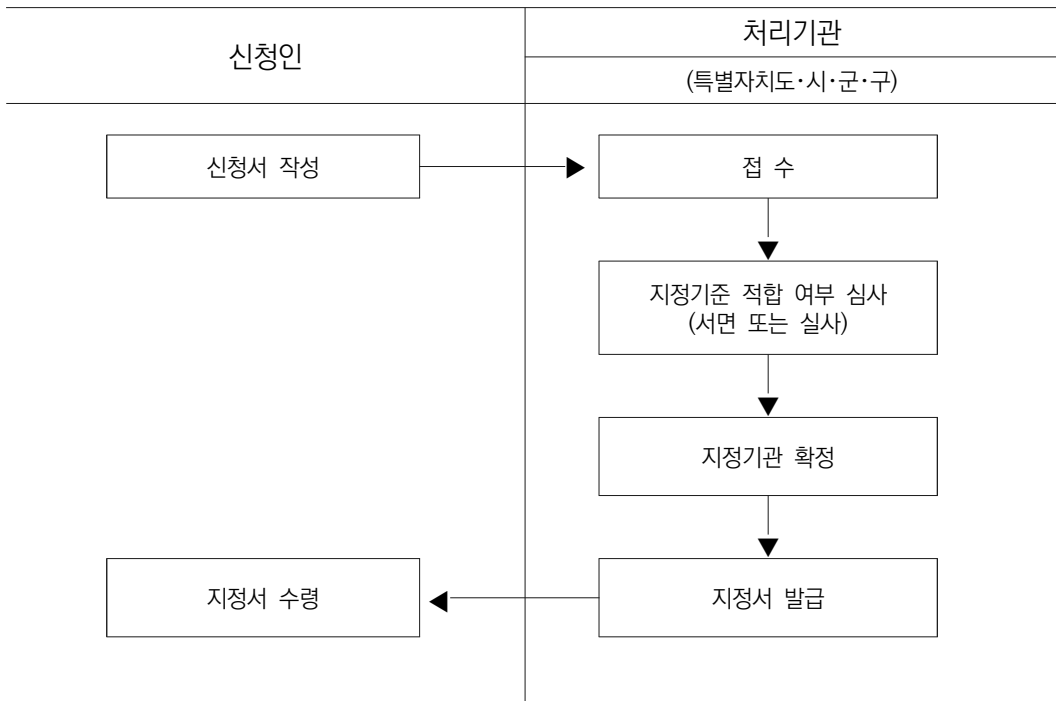 신청인
처리기관
(특별자치도·시·군·구)
신청서 작성
접 수
지정기준 적합 여부 심사
(서면 또는 실사)
지정기관 확정
지정서 수령
지정서 발급